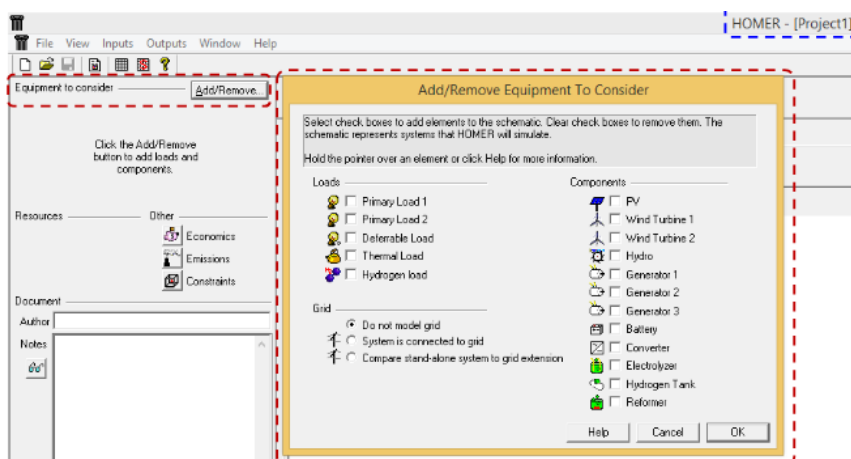 HOMER - [Project1]
File View Inputs Outputs Window Help
Equipment to consider Add/Remove...
Click the Add/Remove
button to add loads and
components.
Resources Other
Economics
Emissions
Constraints
Document
Author
Notes
Add/Remove Equipment To Consider
Select check boxes to add elements to the schematic. Clear check boxes to remove them. The
schematic represents systems that HOMER will simulate.
Hold the pointer over an element or click Help for more information.
Loads
Primary Load 1
Primary Load 2
Deferrable Load
Thermal Load
Hydrogen load
Grid
Do not model grid
System is connected to grid
Compare stand-alone system to grid extension
Components
PV
Wind Turbine 1
Wind Turbine 2
Hydro
Generator 1
Generator 2
Generator 3
Battery
Converter
Electrolyzer
Hydrogen Tank
Reformer
Help Cancel OK